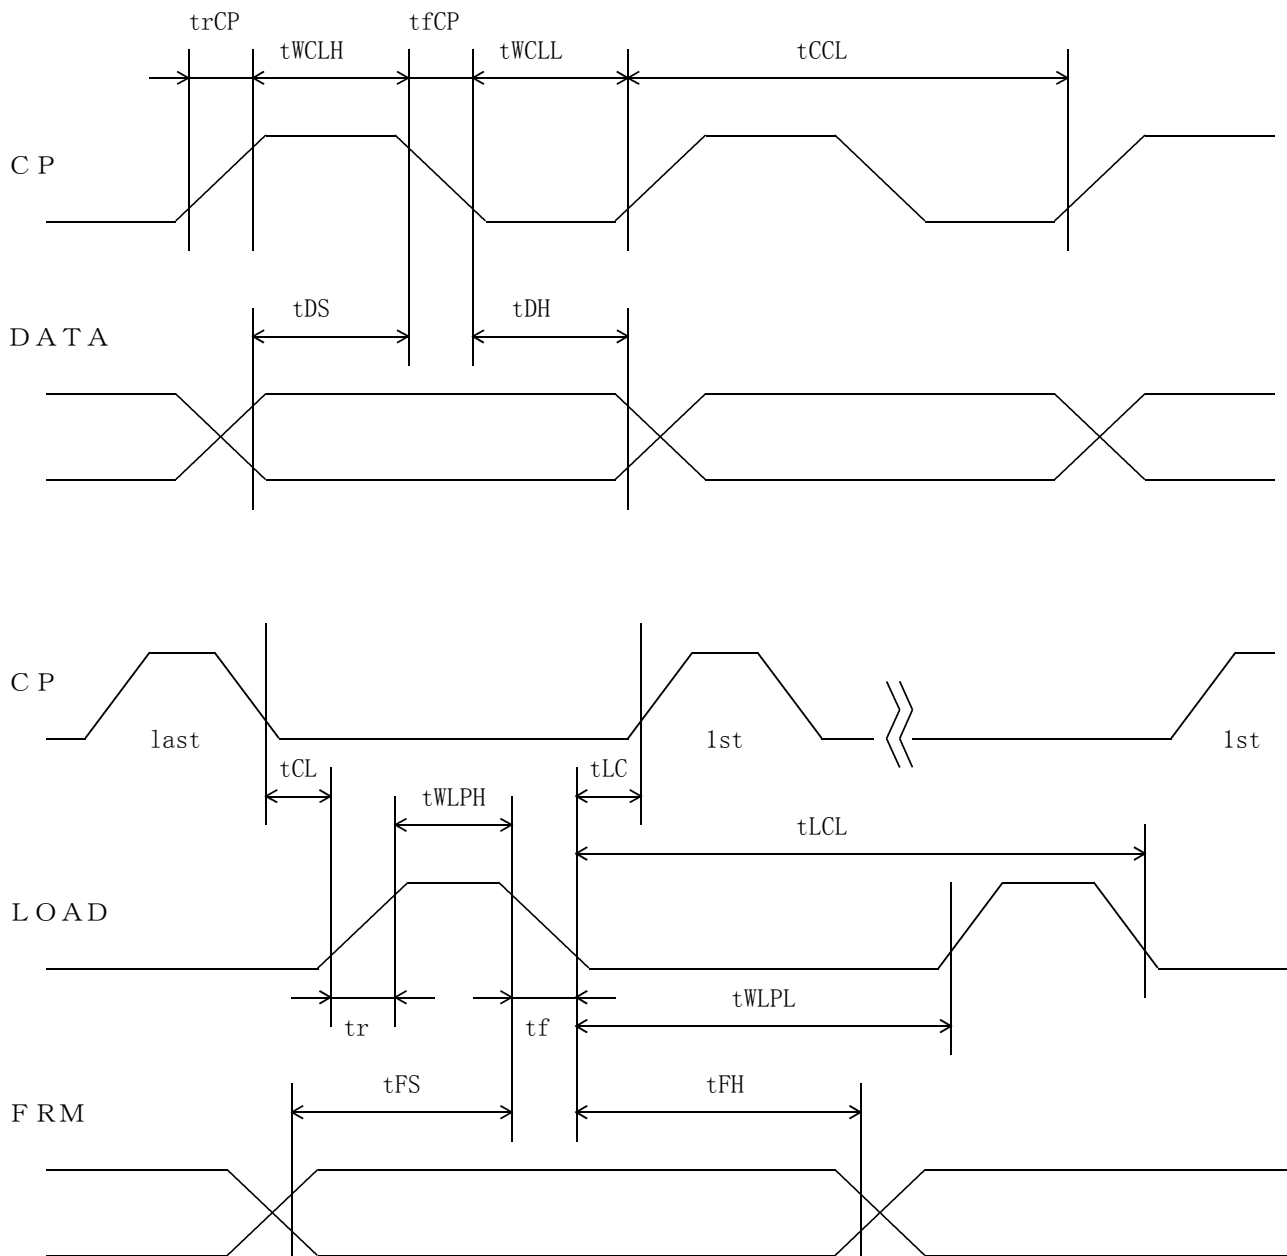 trCP
tfCP
tWCLH
tWCLL
tCCL
CP
tDS
tDH
DATA
CP
last
1st
1st
tCL
tLC
tWLPH
tLCL
LOAD
tWLPL
tr
tf
tFS
tFH
FRM